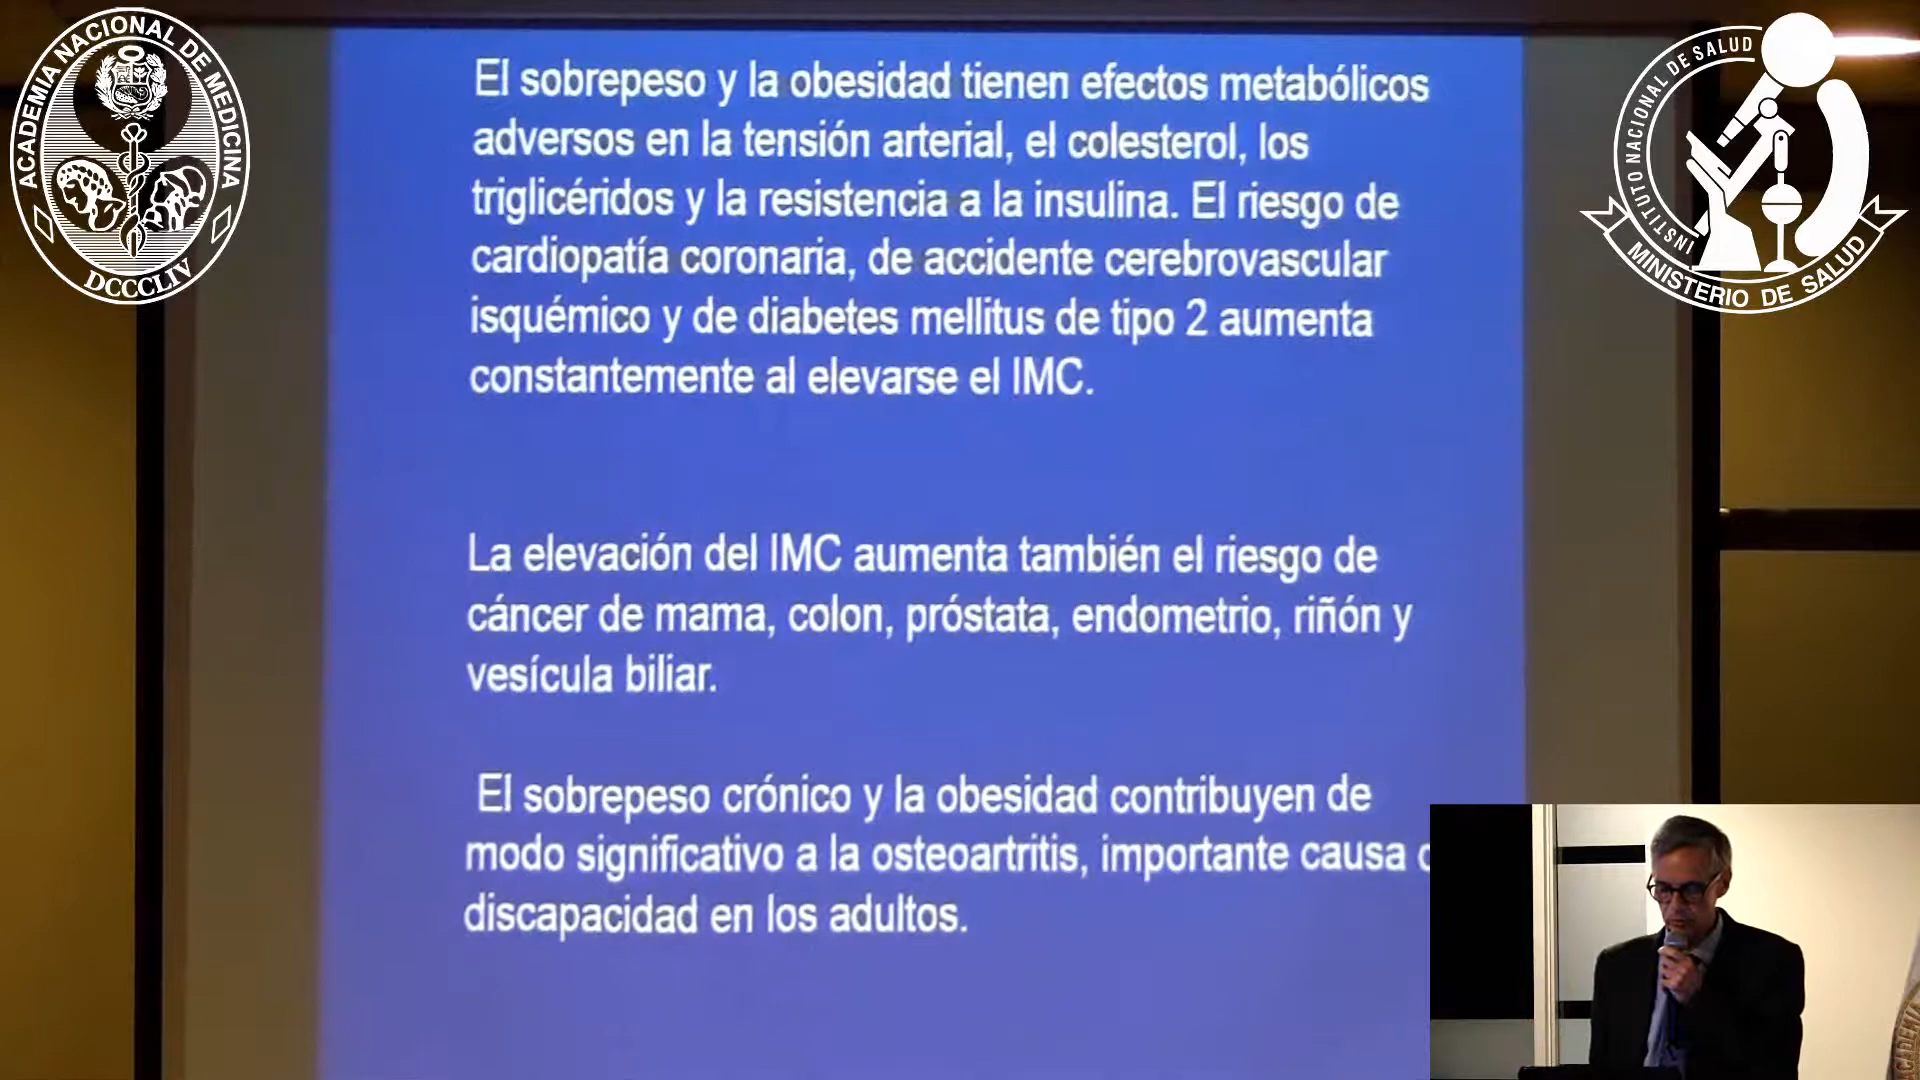 ACADEMIA NACIONAL DE MEDICINA
DCCCLIV
INSTITUTO NACIONAL DE SALUD
MINISTERIO DE SALUD
El sobrepeso y la obesidad tienen efectos metabólicos
adversos en la tensión arterial, el colesterol, los
triglicéridos y la resistencia a la insulina. El riesgo de
cardiopatía coronaria, de accidente cerebrovascular
isquémico y de diabetes mellitus de tipo 2 aumenta
constantemente al elevarse el IMC.
La elevación del IMC aumenta también el riesgo de
cáncer de mama, colon, próstata, endometrio, riñón y
vesícula biliar.
El sobrepeso crónico y la obesidad contribuyen de
modo significativo a la osteoartritis, importante causa
discapacidad en los adultos.
ACADEMIA